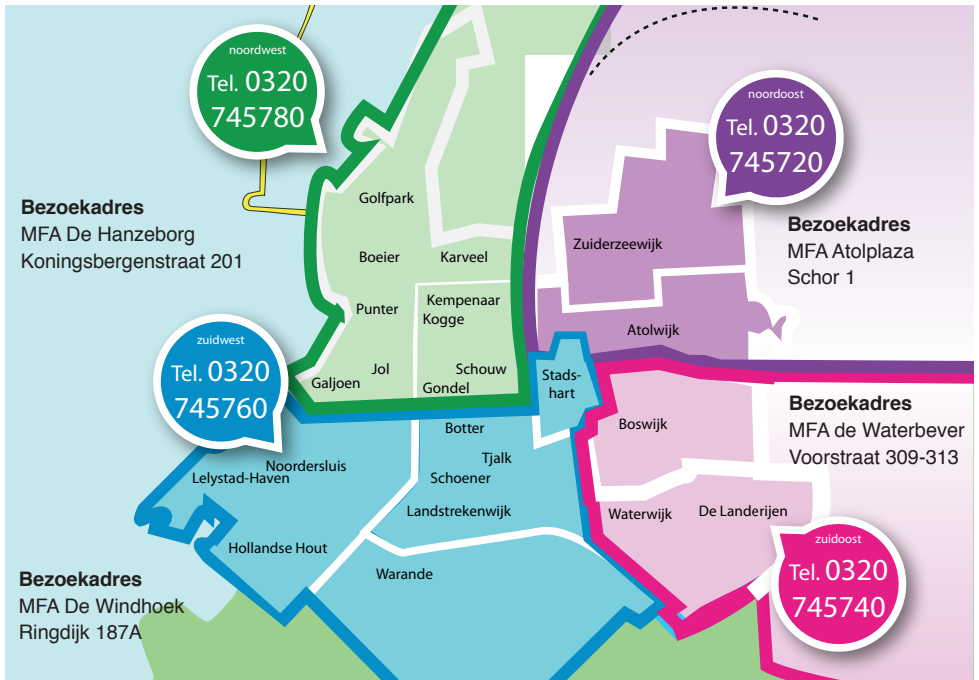 noordwest
Tel. 0320
745780
noordoost
Tel. 0320
745720
Bezoekadres
MFA De Hanzeborg
Koningsbergenstraat 201
Golfpark
Boeier
Karveel
Zuiderzeewijk
Bezoekadres
MFA Atolplaza
Schor 1
Punter
Kempenaar
Kogge
Atolwijk
zuidwest
Tel. 0320
745760
Galjoen
Jol
Schouw
Gondel
Stads-
hart
Bezoekadres
MFA de Waterbever
Voorstraat 309-313
Botter
Boswijk
Tjalk
Noordersluis
Lelystad-Haven
Schoener
Landstrekenwijk
Waterwijk
De Landerijen
Hollandse Hout
Warande
zuidoost
Tel. 0320
745740
Bezoekadres
MFA De Windhoek
Ringdijk 187A